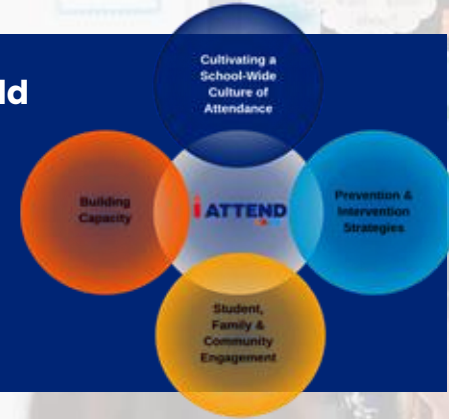 ld
Cultivating a
School-Wide
Culture of
Attendance
Building
Capacity
i ATTEND
Prevention &
Intervention
Strategies
Student,
Family &
Community
Engagement